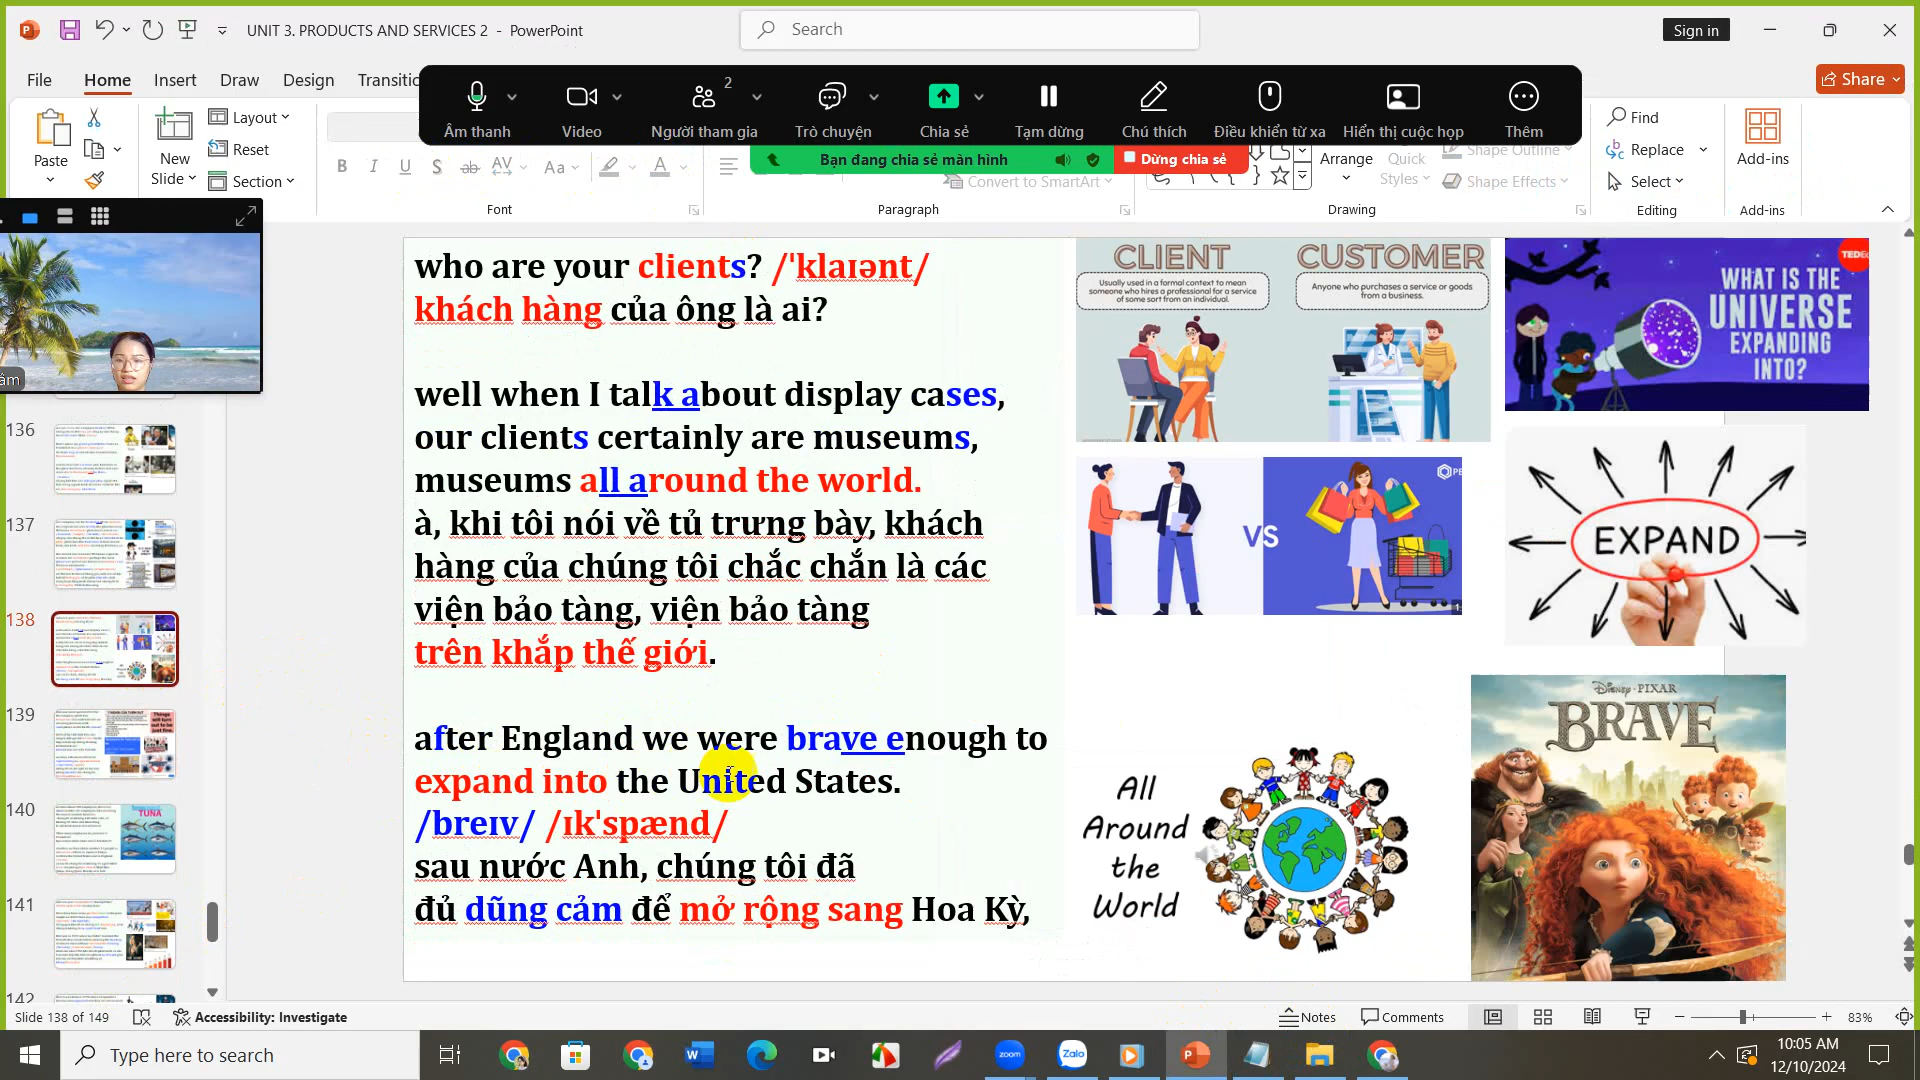 UNIT 3. PRODUCTS AND SERVICES 2 - PowerPoint
Search
Sign in
File
Home
Insert
Draw
Design
Share
Paste
New
Slide
Layout
Reset
Section
Âm thanh
Video
2
Người tham gia
Trò chuyện
Chia sẻ
Tạm dừng
Chú thích
Điều khiển từ xa
Hiển thị cuộc họp
Thêm
Bạn đang chia sẻ màn hình
Dừng chia sẻ
Convert to SmartArt
Arrange
Quick
Styles
Shape Outline
Shape Effects
Find
Replace
Select
Add-ins
Font
Paragraph
Drawing
Editing
Add-ins
who are your clients? /ˈklaɪənt/
khách hàng của ông là ai?
well when I talk about display cases,
our clients certainly are museums,
museums all around the world.
à, khi tôi nói về tủ trưng bày, khách
hàng của chúng tôi chắc chắn là các
viện bảo tàng, viện bảo tàng
trên khắp thế giới.
after England we were brave enough to
expand into the United States.
/breɪv/ /ɪk'spænd/
sau nước Anh, chúng tôi đã
đủ dũng cảm để mở rộng sang Hoa Kỳ,
CLIENT
Usually used in a formal context to mean
someone who hires a professional for a service
of some sort from an individual.
CUSTOMER
Anyone who purchases a service or goods
from a business.
WHAT IS THE
UNIVERSE
EXPANDING
INTO?
VS
EXPAND
All
Around
the
World
DISNEY · PIXAR
BRAVE
136
137
138
139
140
TUNA
141
142
Slide 138 of 149
Accessibility: Investigate
Notes
Comments
83%
Type here to search
zoom
Zalo
10:05 AM
12/10/2024